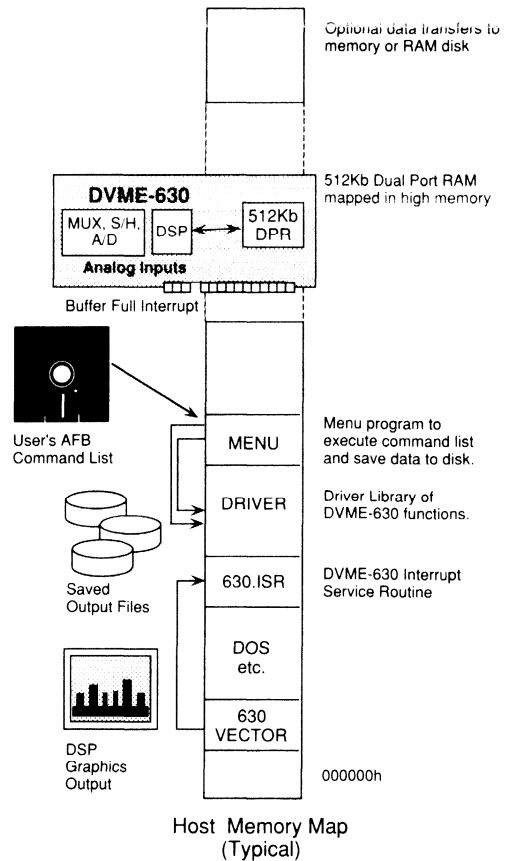 Optional data transfers to
memory or RAM disk
DVME-630
MUX, S/H,
A/D
DSP
512Kb
DPR
Analog Inputs
512Kb Dual Port RAM
mapped in high memory
Buffer Full Interrupt
User's AFB
Command List
MENU
Menu program to
execute command list
and save data to disk.
DRIVER
Driver Library of
DVME-630 functions.
Saved
Output Files
630.ISR
DVME-630 Interrupt
Service Routine
DOS
etc.
630
VECTOR
DSP
Graphics
Output
000000h
Host Memory Map
(Typical)